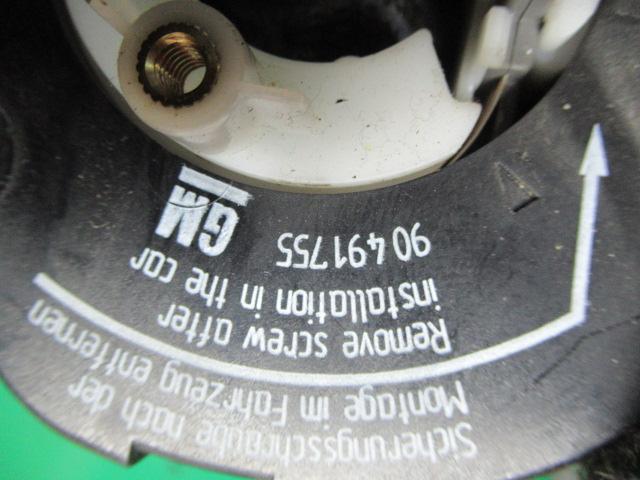 Sicherungsschraube nach der
Montage im Fahrzeug entfernen
Remove screw after
installation in the car
90 491 755
GM